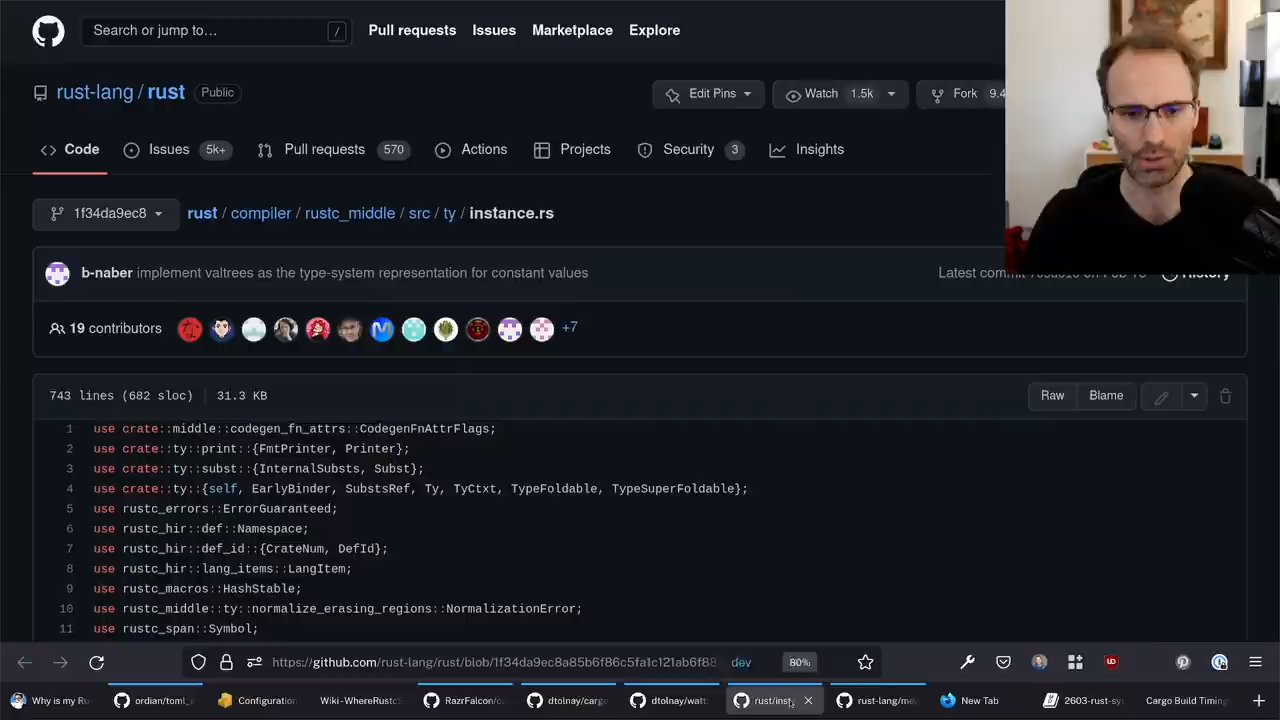 Search or jump to…
/
Pull requests
Issues
Marketplace
Explore
rust-lang / rust
Public
Edit Pins
Watch 1.5k
Fork 9.4
Code
Issues 5k+
Pull requests 570
Actions
Projects
Security 3
Insights
1f34da9ec8
rust / compiler / rustc_middle / src / ty / instance.rs
b-naber implement valtrees as the type-system representation for constant values
Latest commit
History
19 contributors
+7
743 lines (682 sloc)
31.3 KB
Raw
Blame
1 use crate::middle::codegen_fn_attrs::CodegenFnAttrFlags;
2 use crate::ty::print::{FmtPrinter, Printer};
3 use crate::ty::subst::{InternalSubsts, Subst};
4 use crate::ty::{self, EarlyBinder, SubstsRef, Ty, TyCtxt, TypeFoldable, TypeSuperFoldable};
5 use rustc_errors::ErrorGuaranteed;
6 use rustc_hir::def::Namespace;
7 use rustc_hir::def_id::{CrateNum, DefId};
8 use rustc_hir::lang_items::LangItem;
9 use rustc_macros::HashStable;
10 use rustc_middle::ty::normalize_erasing_regions::NormalizationError;
11 use rustc_span::Symbol;
https://github.com/rust-lang/rust/blob/1f34da9ec8a85b6f86c5fa1c121ab6f88
dev
80%
Why is my Ru
ordian/toml_
Configuration
Wiki-WhereRustc
RazrFalcon/c
dtolnay/carg
dtolnay/watt
rust/inst
rust-lang/me
New Tab
2603-rust-sy
Cargo Build Timing